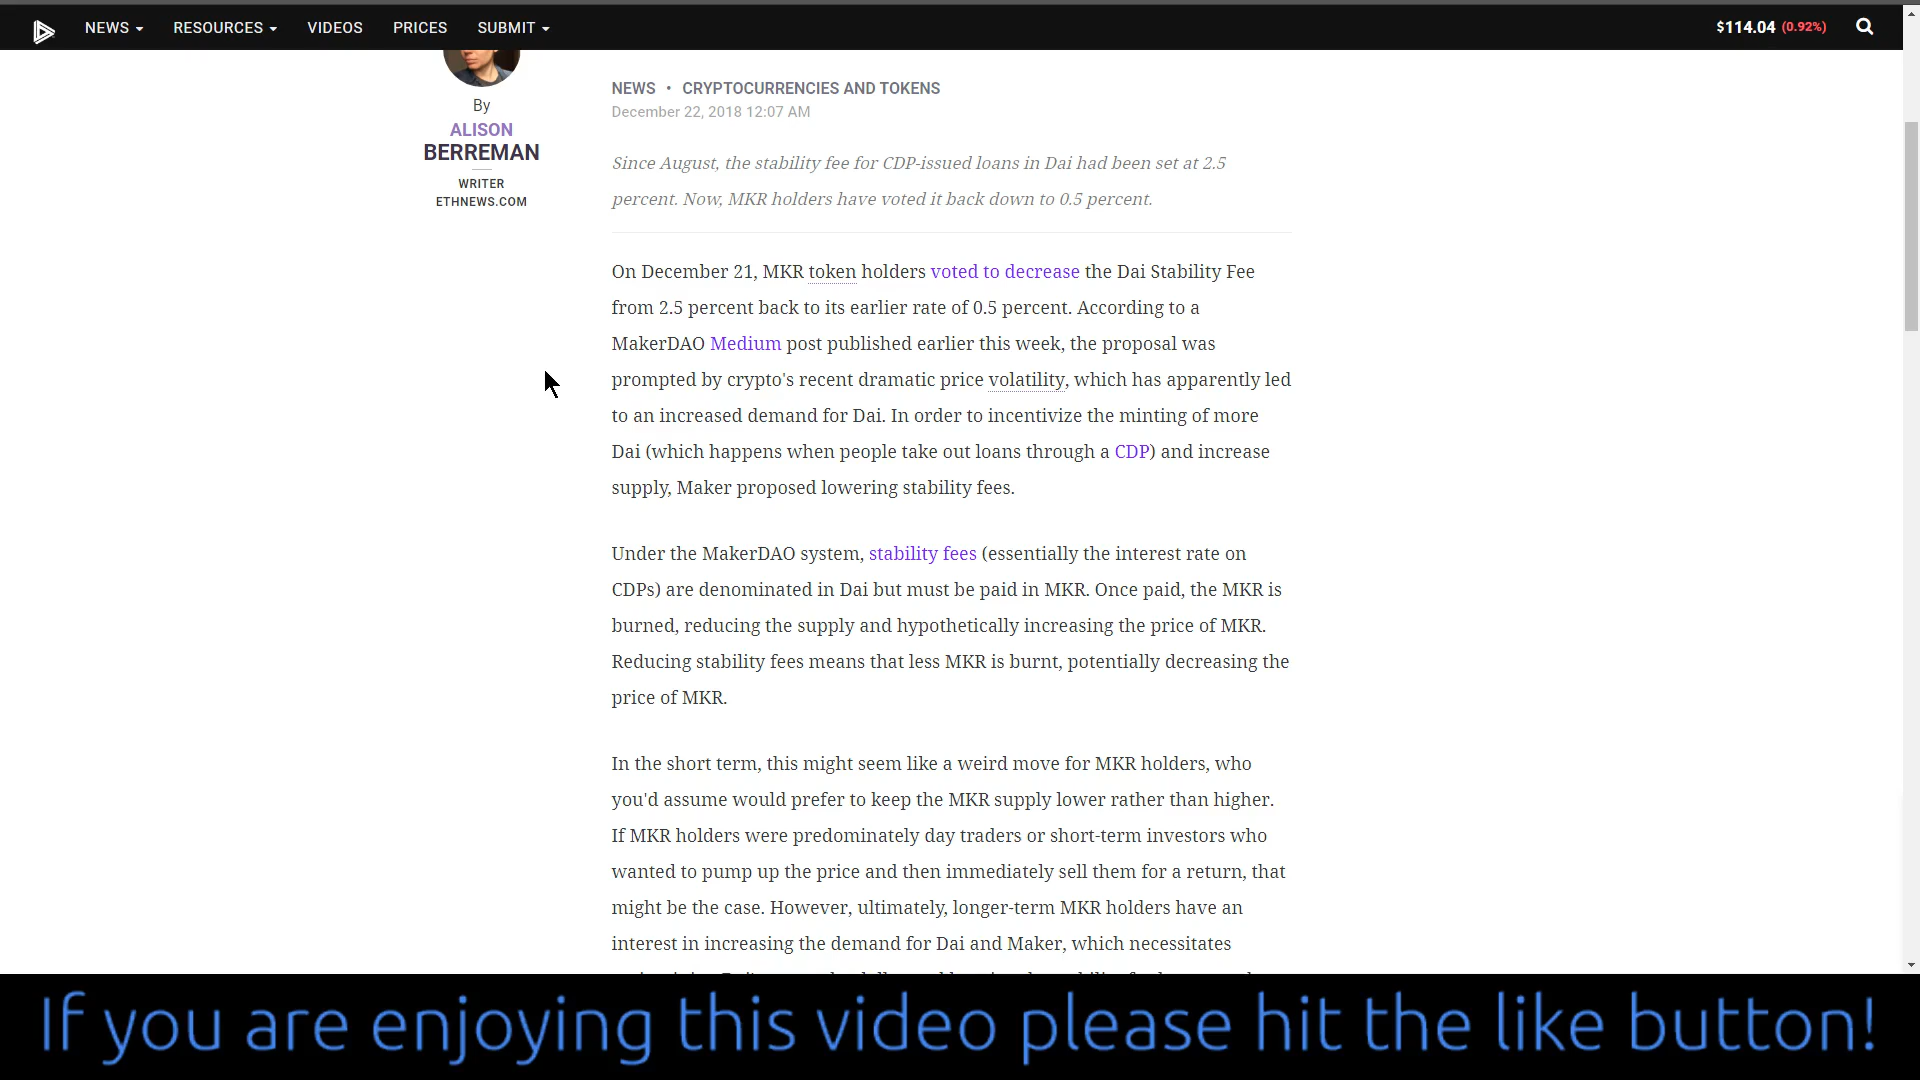 NEWS RESOURCES VIDEOS PRICES SUBMIT $114.04 (0.92%)
By
ALISON
BERREMAN
WRITER
ETHNEWS.COM
NEWS • CRYPTOCURRENCIES AND TOKENS
December 22, 2018 12:07 AM
Since August, the stability fee for CDP-issued loans in Dai had been set at 2.5
percent. Now, MKR holders have voted it back down to 0.5 percent.
On December 21, MKR token holders voted to decrease the Dai Stability Fee
from 2.5 percent back to its earlier rate of 0.5 percent. According to a
MakerDAO Medium post published earlier this week, the proposal was
prompted by crypto's recent dramatic price volatility, which has apparently led
to an increased demand for Dai. In order to incentivize the minting of more
Dai (which happens when people take out loans through a CDP) and increase
supply, Maker proposed lowering stability fees.
Under the MakerDAO system, stability fees (essentially the interest rate on
CDPs) are denominated in Dai but must be paid in MKR. Once paid, the MKR is
burned, reducing the supply and hypothetically increasing the price of MKR.
Reducing stability fees means that less MKR is burnt, potentially decreasing the
price of MKR.
In the short term, this might seem like a weird move for MKR holders, who
you'd assume would prefer to keep the MKR supply lower rather than higher.
If MKR holders were predominately day traders or short-term investors who
wanted to pump up the price and then immediately sell them for a return, that
might be the case. However, ultimately, longer-term MKR holders have an
interest in increasing the demand for Dai and Maker, which necessitates
If you are enjoying this video please hit the like button!